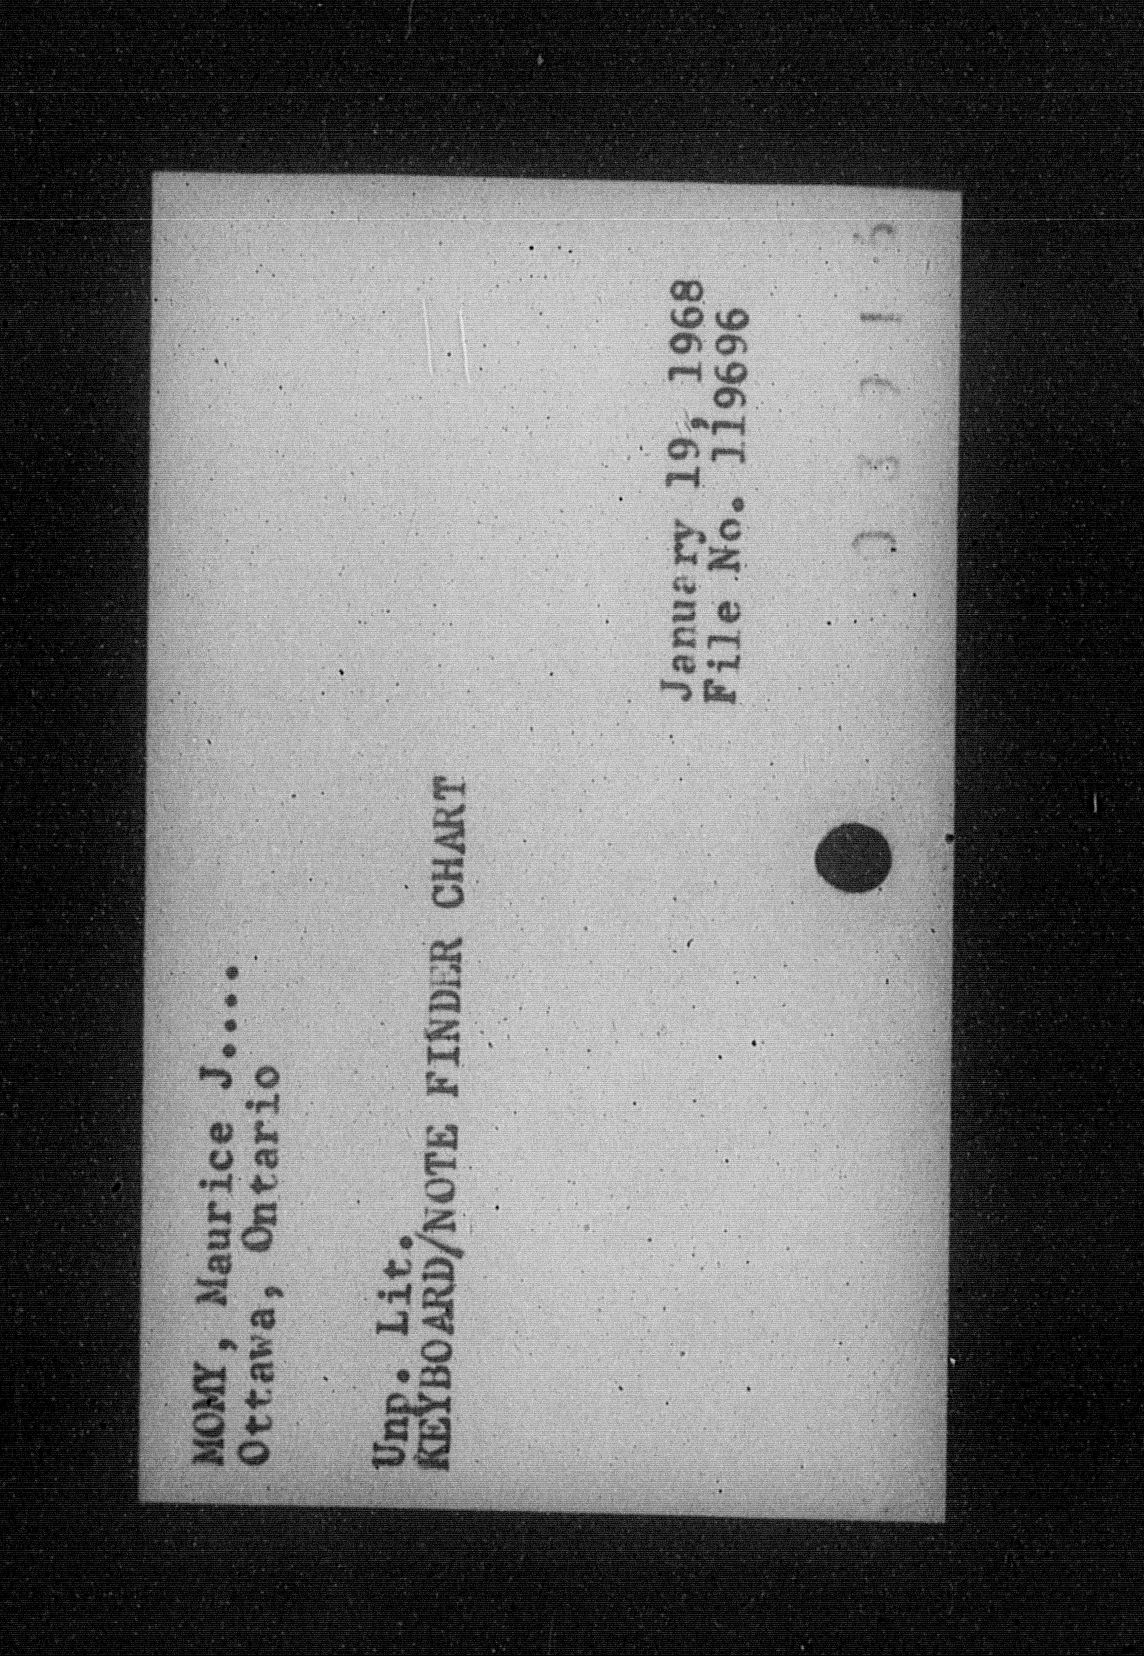 MOMY, Maurice J....
Ottawa, Ontario
Unp. Lit.
KEYBOARD/NOTE FINDER CHART
January 19, 1968
File No. 119696